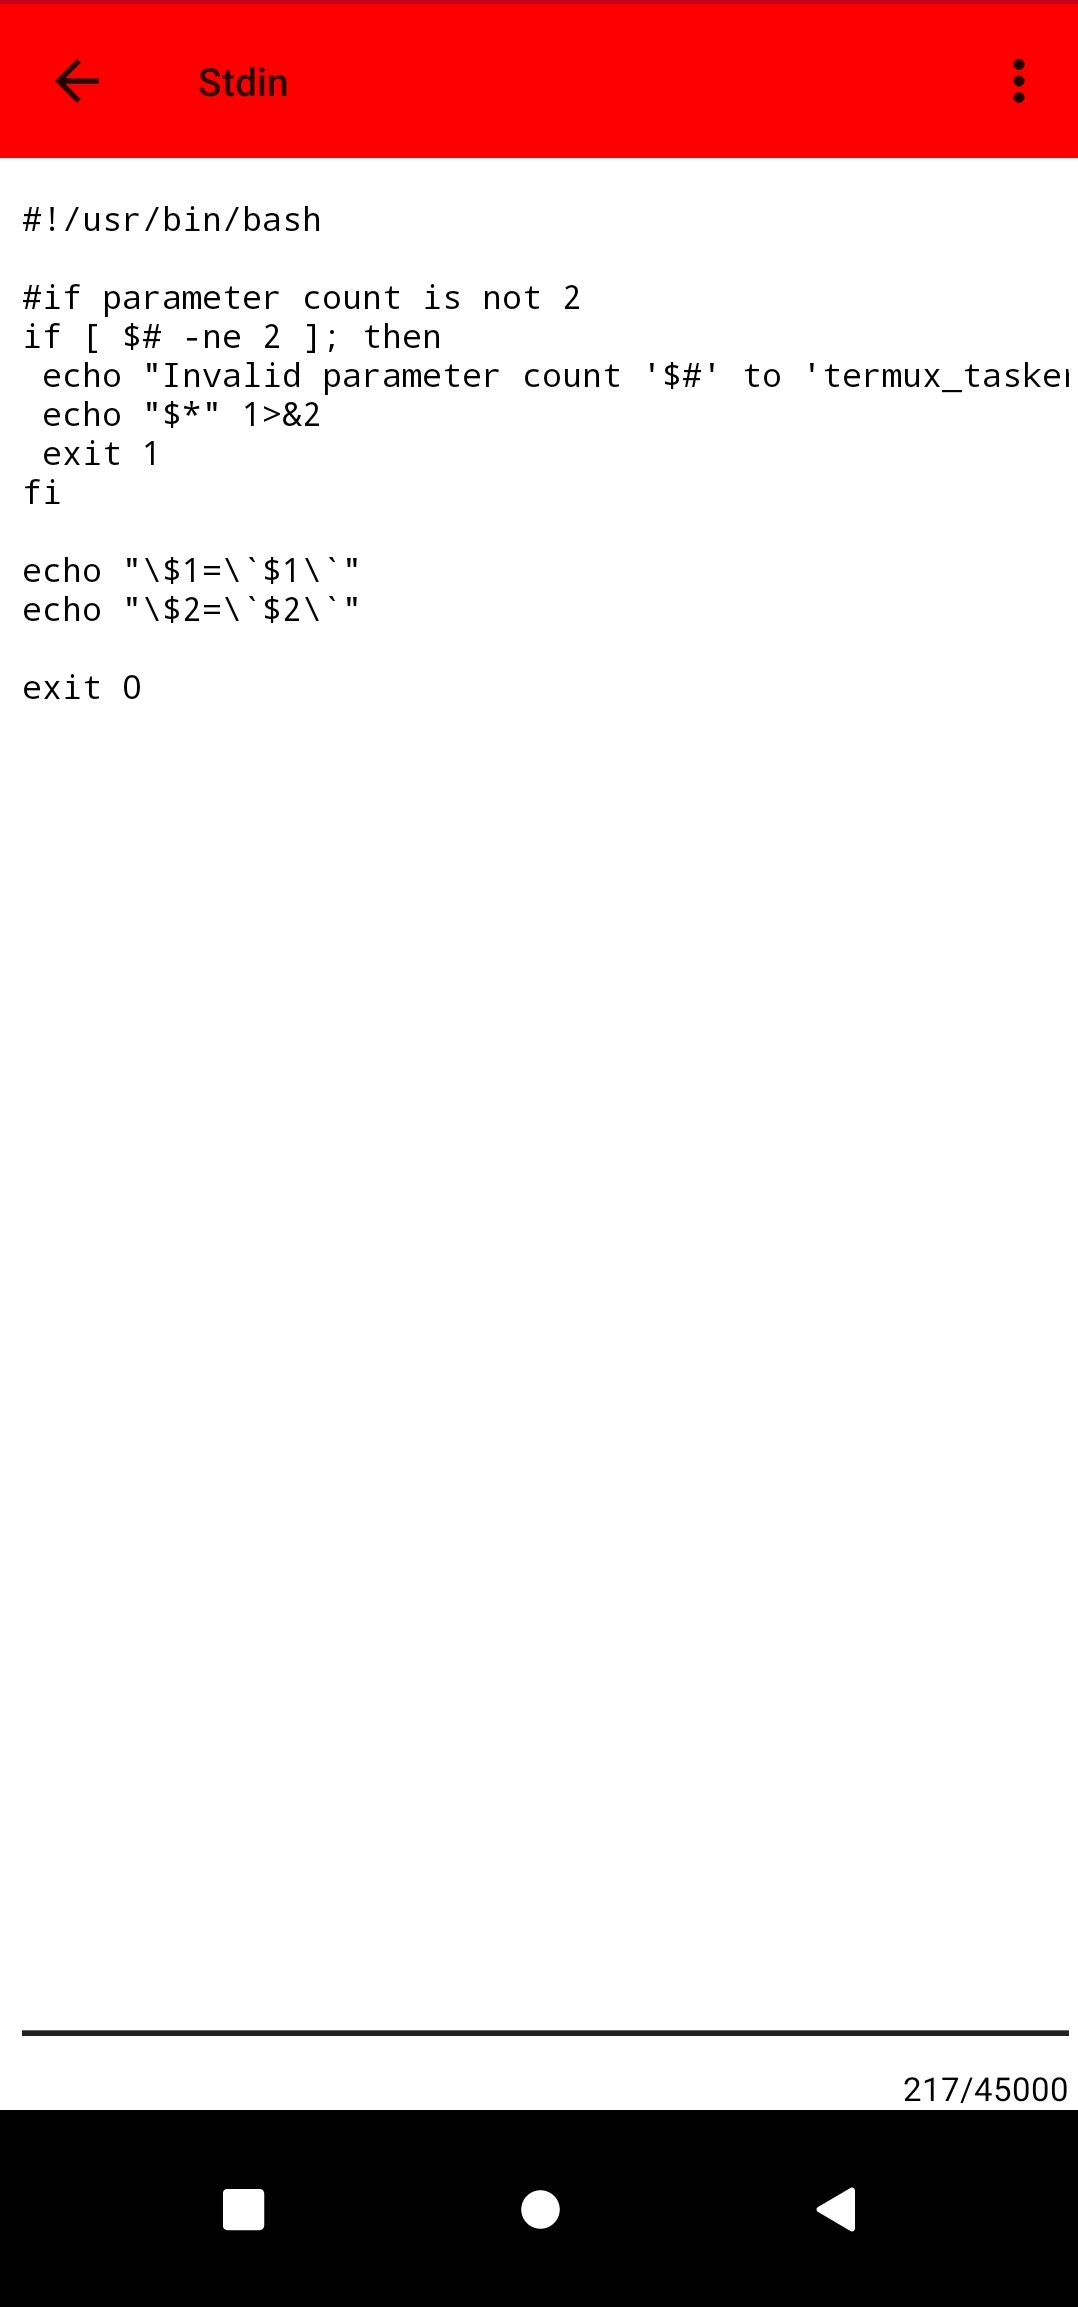 Stdin
#!/usr/bin/bash
#if parameter count is not 2
if [ $# -ne 2 ]; then
 echo "Invalid parameter count '$#' to 'termux_tasker
 echo "$*" 1>&2
 exit 1
fi
echo "\$1=\`$1\`"
echo "\$2=\`$2\`"
exit 0
217/45000